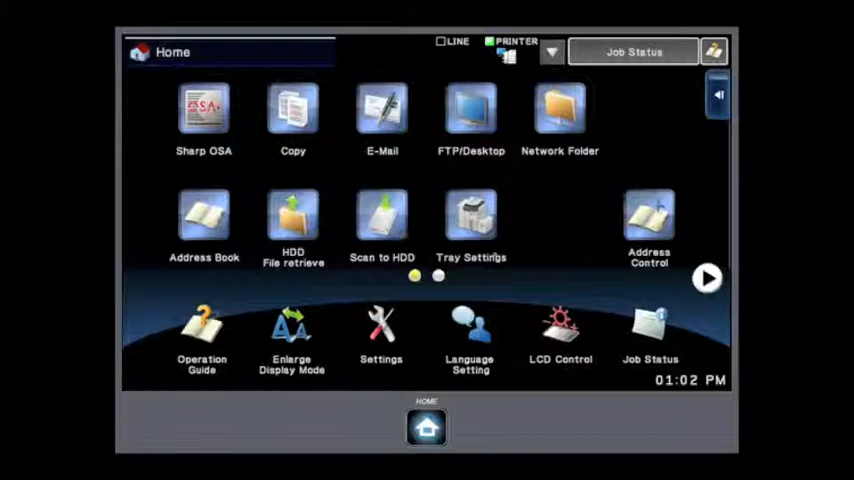 Home
LINE
PRINTER
Job Status
OSA
Sharp OSA
Copy
E-Mail
FTP/Desktop
Network Folder
Address Book
HDD
File retrieve
Scan to HDD
Tray Settings
Address
Control
Operation
Guide
Enlarge
Display Mode
Settings
Language
Setting
LCD Control
Job Status
01:02 PM
HOME